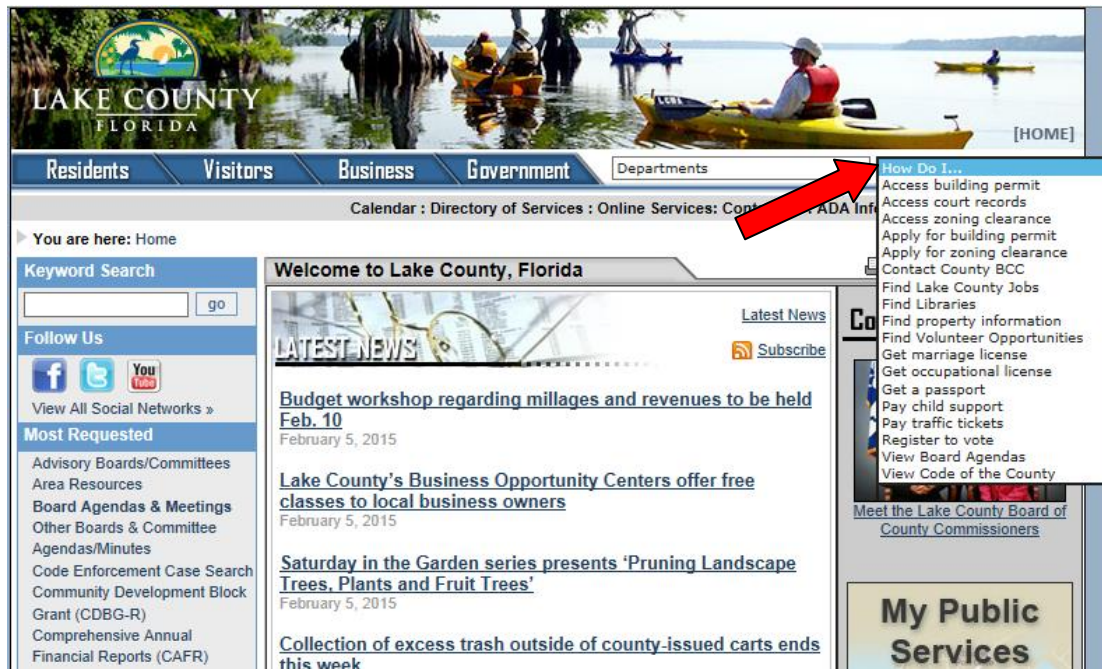 LAKE COUNTY
FLORIDA
[HOME]
Residents
Visitors
Business
Government
Departments
How Do I...
Access building permit
Access court records
Access zoning clearance
Apply for building permit
Apply for zoning clearance
Contact County BCC
Find Lake County Jobs
Find Libraries
Find property information
Find Volunteer Opportunities
Get marriage license
Get occupational license
Get a passport
Pay child support
Pay traffic tickets
Register to vote
View Board Agendas
View Code of the County
Calendar : Directory of Services : Online Services: ADA
You are here: Home
Keyword Search
go
Follow Us
You
Tube
View All Social Networks »
Most Requested
Advisory Boards/Committees
Area Resources
Board Agendas & Meetings
Other Boards & Committee
Agendas/Minutes
Code Enforcement Case Search
Community Development Block
Grant (CDBG-R)
Comprehensive Annual
Financial Reports (CAFR)
Welcome to Lake County, Florida
LATEST NEWS
Latest News
Subscribe
Budget workshop regarding millages and revenues to be held
Feb. 10
February 5, 2015
Lake County's Business Opportunity Centers offer free
classes to local business owners
February 5, 2015
Saturday in the Garden series presents ‘Pruning Landscape
Trees, Plants and Fruit Trees’
February 5, 2015
Collection of excess trash outside of county-issued carts ends
this week
Meet the Lake County Board of
County Commissioners
My Public
Services